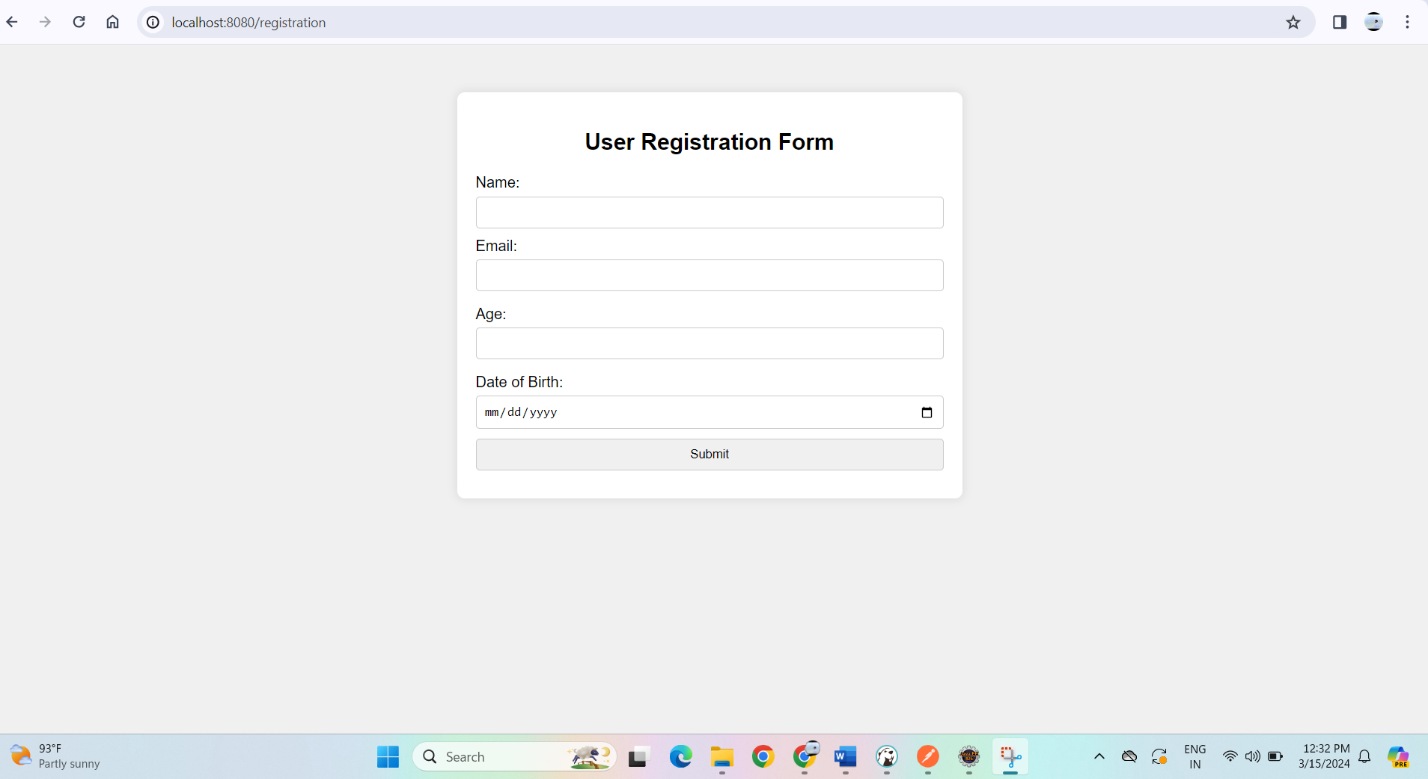 localhost:8080/registration
User Registration Form
Name:
Email:
Age:
Date of Birth:
mm/dd/yyyy
Submit
93°F
Partly sunny
Search
W
ENG
IN
12:32 PM
3/15/2024
PRE